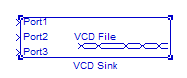 Port1
Port2
VCD File
Port3
VCD Sink